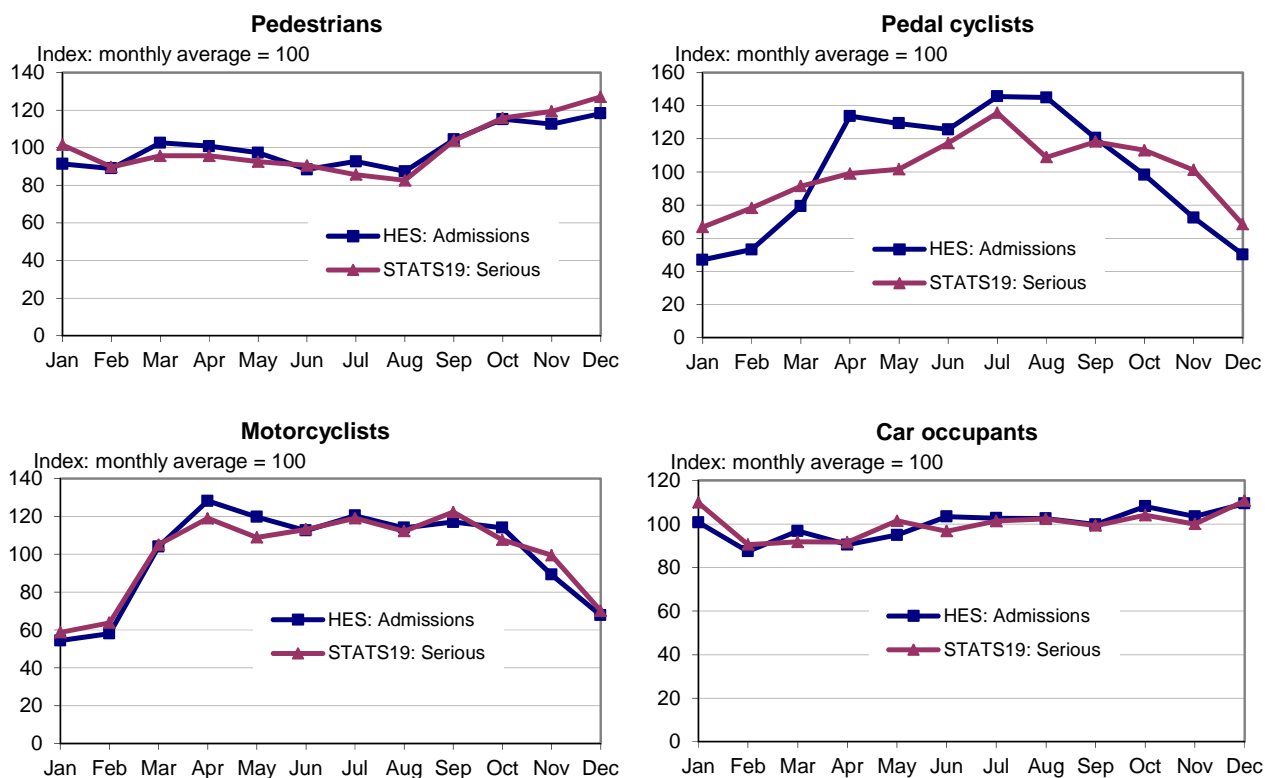 Pedestrians
Index: monthly average = 100
140
120
100
80
60
40
20
0
HES: Admissions
STATS19: Serious
Jan Feb Mar Apr May Jun Jul Aug Sep Oct Nov Dec
Pedal cyclists
Index: monthly average = 100
160
140
120
100
80
60
40
20
0
HES: Admissions
STATS19: Serious
Jan Feb Mar Apr May Jun Jul Aug Sep Oct Nov Dec
Motorcyclists
Index: monthly average = 100
140
120
100
80
60
40
20
0
HES: Admissions
STATS19: Serious
Jan Feb Mar Apr May Jun Jul Aug Sep Oct Nov Dec
Car occupants
Index: monthly average = 100
120
100
80
60
40
20
0
HES: Admissions
STATS19: Serious
Jan Feb Mar Apr May Jun Jul Aug Sep Oct Nov Dec